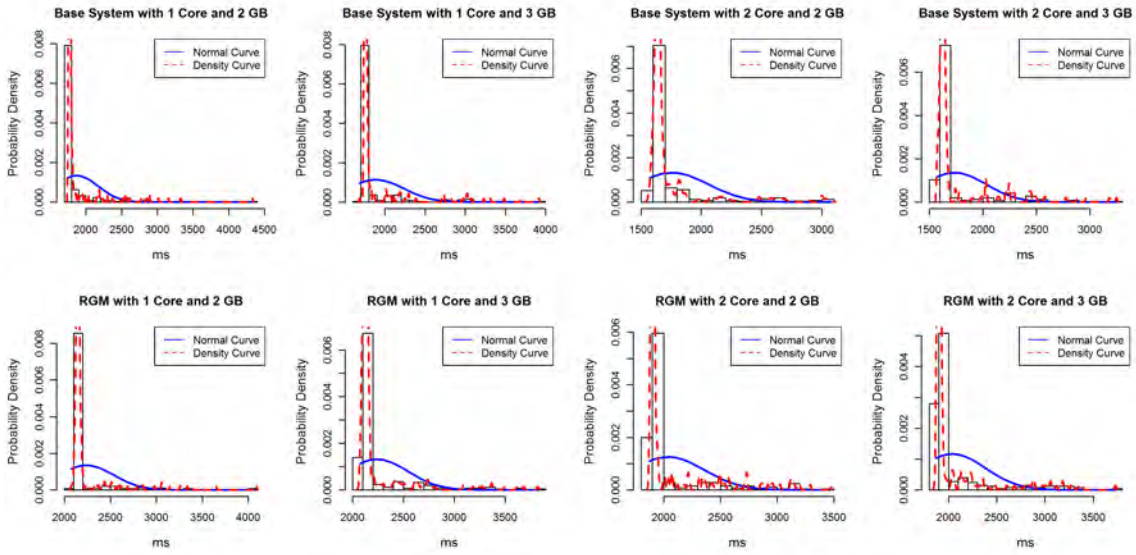 Base System with 1 Core and 2 GB
Probability Density
0.000 0.002 0.004 0.006 0.008
Normal Curve
Density Curve
2000 2500 3000 3500 4000 4500
ms
Base System with 1 Core and 3 GB
Probability Density
0.000 0.002 0.004 0.006 0.008
Normal Curve
Density Curve
2000 2500 3000 3500 4000
ms
Base System with 2 Core and 2 GB
Probability Density
0.000 0.002 0.004 0.006
Normal Curve
Density Curve
1500 2000 2500 3000
ms
Base System with 2 Core and 3 GB
Probability Density
0.000 0.002 0.004 0.006
Normal Curve
Density Curve
1500 2000 2500 3000
ms
RGM with 1 Core and 2 GB
Probability Density
0.000 0.002 0.004 0.006 0.008
Normal Curve
Density Curve
2000 2500 3000 3500 4000
ms
RGM with 1 Core and 3 GB
Probability Density
0.000 0.002 0.004 0.006
Normal Curve
Density Curve
2000 2500 3000 3500
ms
RGM with 2 Core and 2 GB
Probability Density
0.000 0.002 0.004 0.006
Normal Curve
Density Curve
2000 2500 3000 3500
ms
RGM with 2 Core and 3 GB
Probability Density
0.000 0.002 0.004
Normal Curve
Density Curve
2000 2500 3000 3500
ms